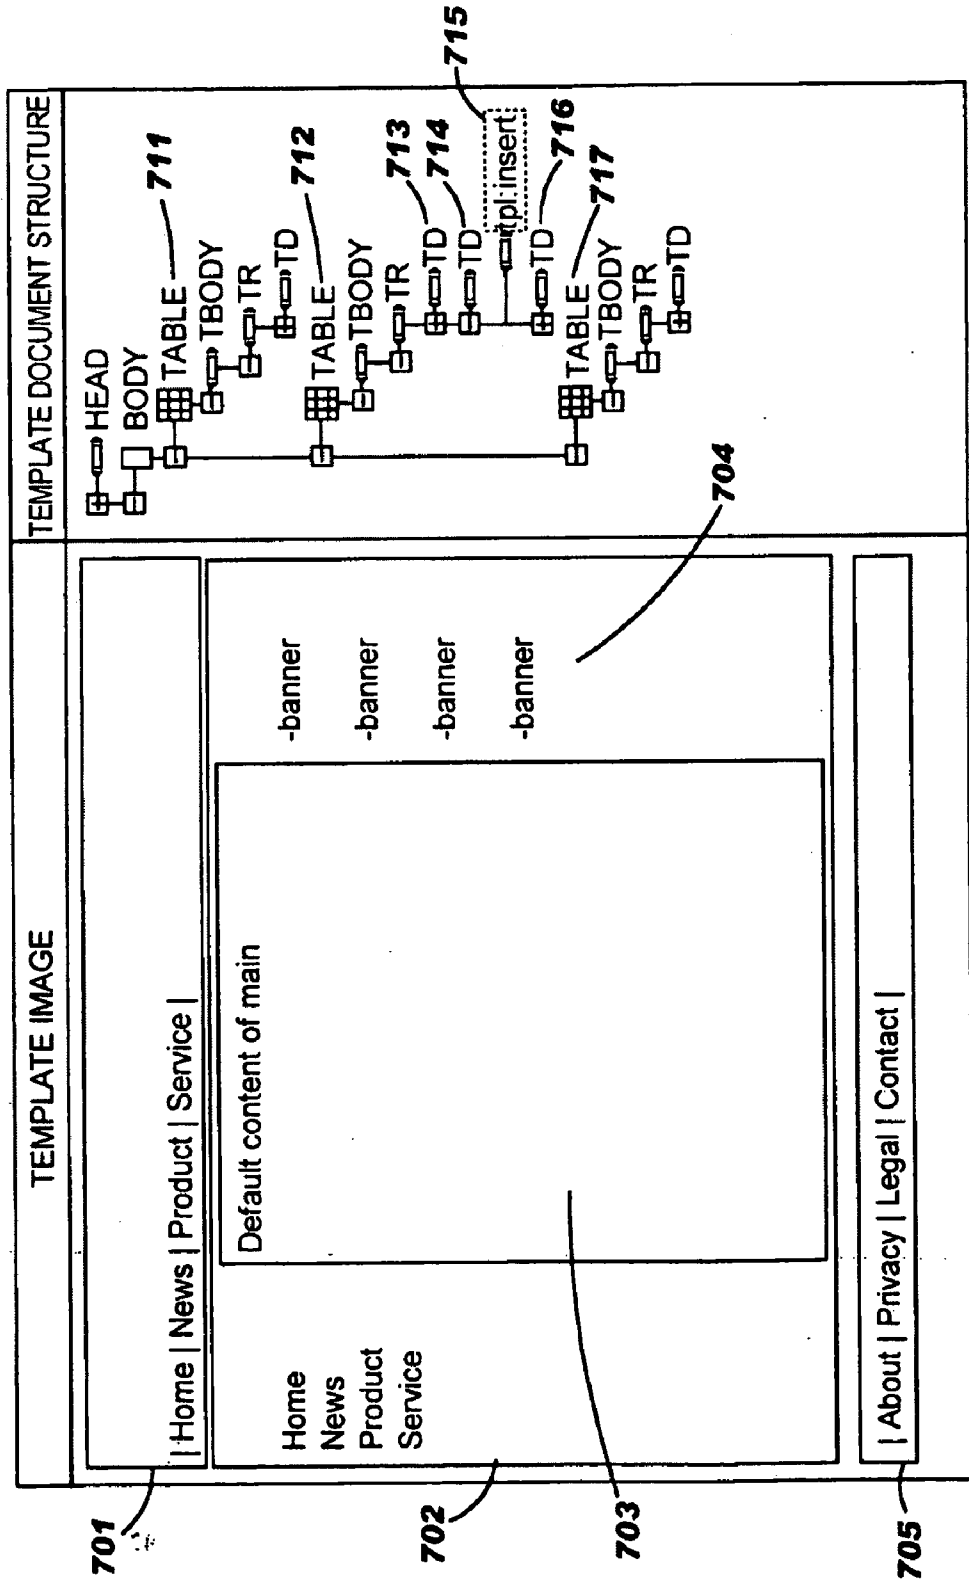 TEMPLATE IMAGE
TEMPLATE DOCUMENT STRUCTURE
701
| Home | News | Product | Service |
702
Home
News
Product
Service
Default content of main
-banner
-banner
-banner
-banner
703
704
705
| About | Privacy | Legal | Contact |
HEAD
BODY
TABLE
711
TBODY
TR
TD
TABLE
712
TBODY
TR
TD
713
TD
714
tpl:insert
715
TD
716
TABLE
717
TBODY
TR
TD